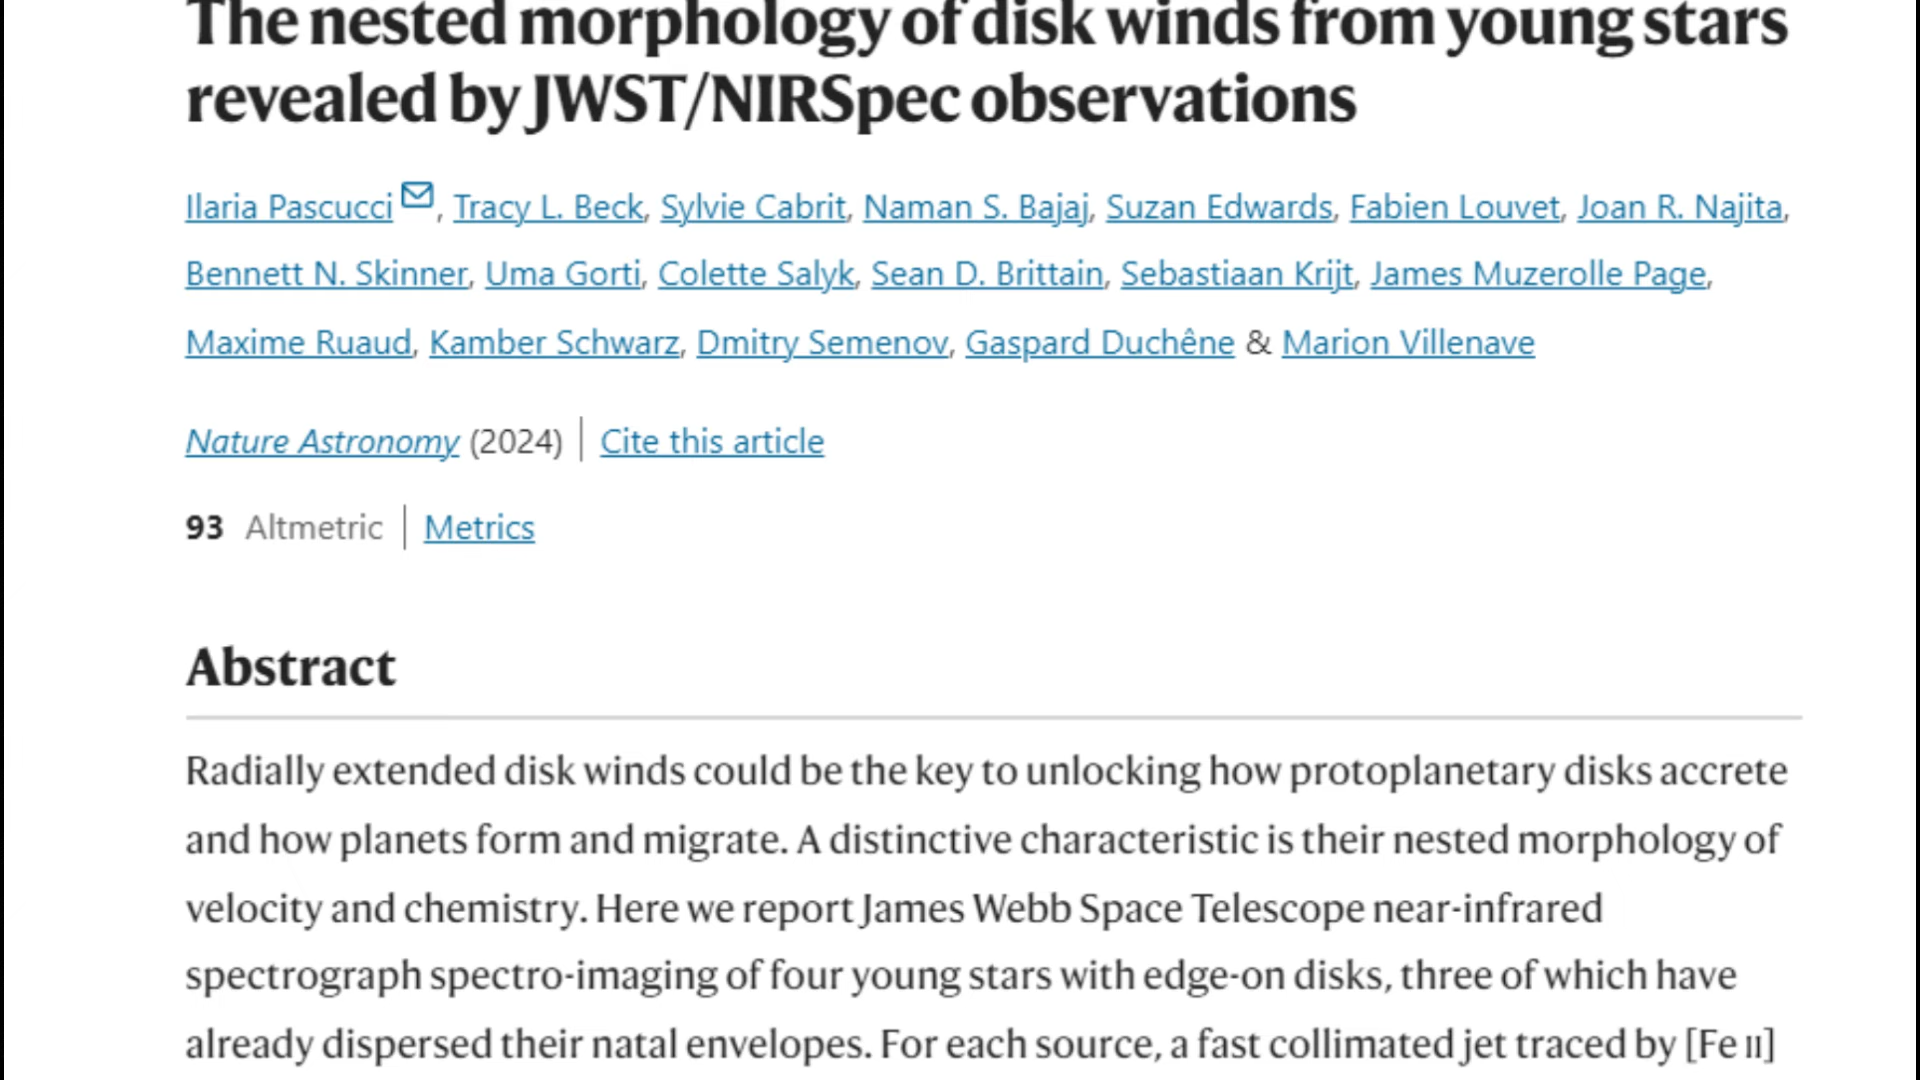 The nested morphology of disk winds from young stars
revealed by JWST/NIRSpec observations
Ilaria Pascucci, Tracy L. Beck, Sylvie Cabrit, Naman S. Bajaj, Suzan Edwards, Fabien Louvet, Joan R. Najita,
Bennett N. Skinner, Uma Gorti, Colette Salyk, Sean D. Brittain, Sebastiaan Krijt, James Muzerolle Page,
Maxime Ruaud, Kamber Schwarz, Dmitry Semenov, Gaspard Duchêne & Marion Villenave
Nature Astronomy (2024) | Cite this article
93 Altmetric | Metrics
Abstract
Radially extended disk winds could be the key to unlocking how protoplanetary disks accrete
and how planets form and migrate. A distinctive characteristic is their nested morphology of
velocity and chemistry. Here we report James Webb Space Telescope near-infrared
spectrograph spectro-imaging of four young stars with edge-on disks, three of which have
already dispersed their natal envelopes. For each source, a fast collimated jet traced by [Fe II]